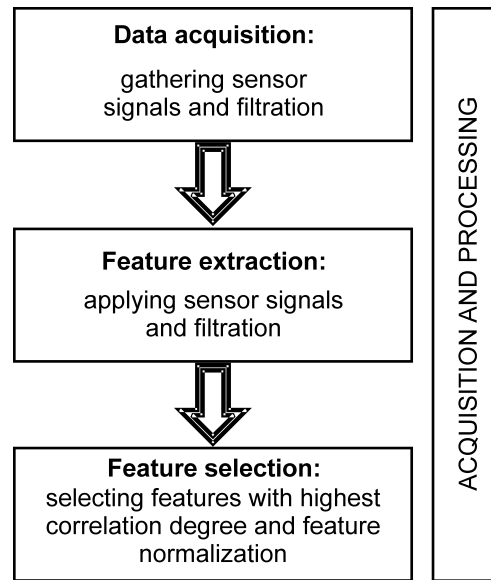 Data acquisition:
gathering sensor
signals and filtration
Feature extraction:
applying sensor signals
and filtration
Feature selection:
selecting features with highest
correlation degree and feature
normalization
ACQUISITION AND PROCESSING